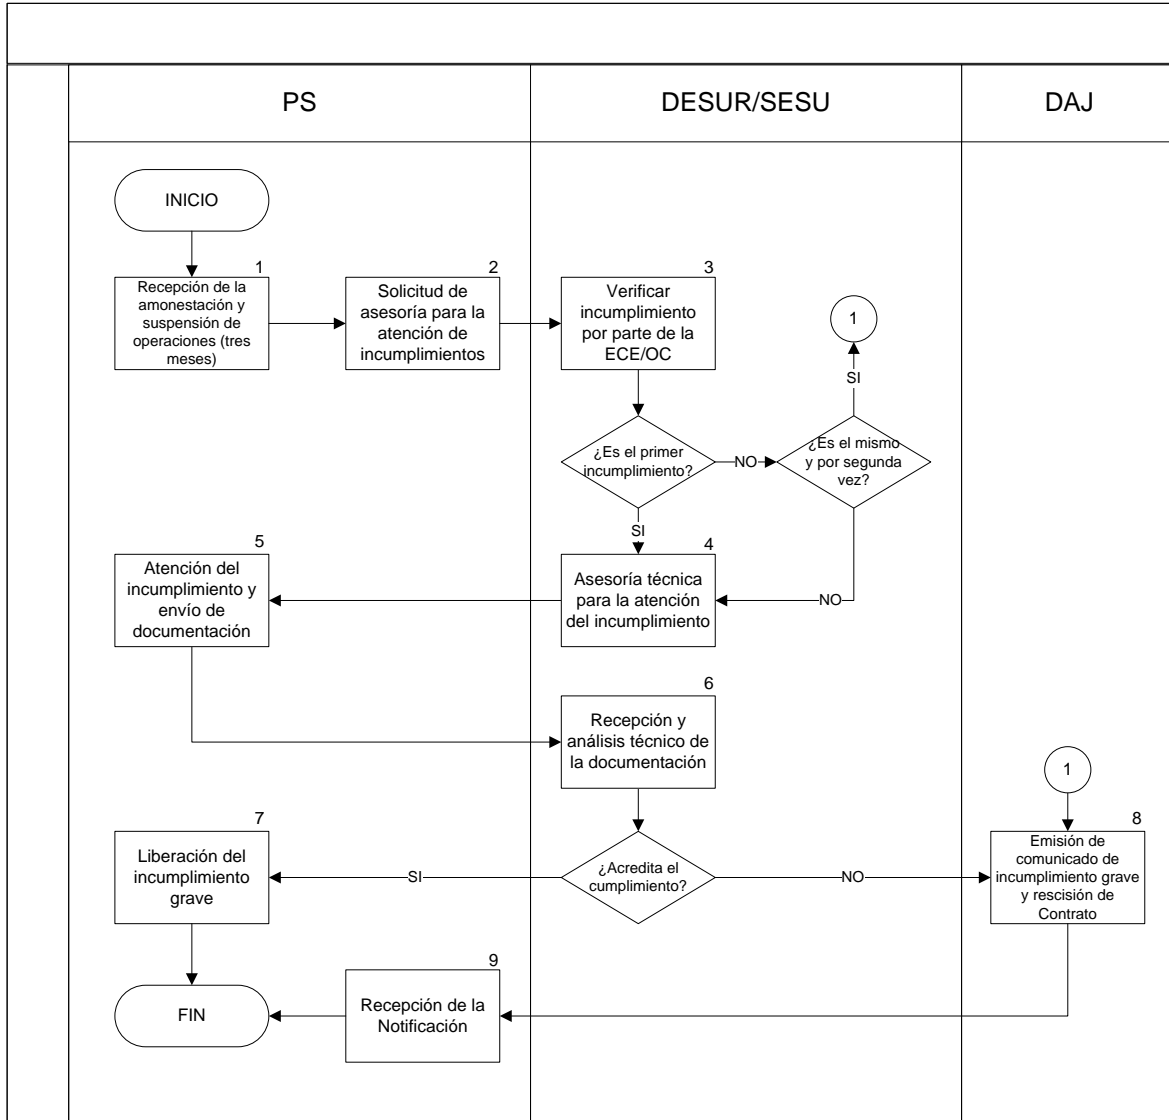 PS
DESUR/SESU
DAJ
INICIO
1
Recepción de la
amonestación y
suspensión de
operaciones (tres
meses)
2
Solicitud de
asesoría para la
atención de
incumplimientos
3
Verificar
incumplimiento
por parte de la
ECE/OC
1
SI
¿Es el primer
incumplimiento?
NO
¿Es el mismo
y por segunda
vez?
SI
NO
4
Asesoría técnica
para la atención
del incumplimiento
5
Atención del
incumplimiento y
envío de
documentación
6
Recepción y
análisis técnico de
la documentación
¿Acredita el
cumplimiento?
SI
NO
7
Liberación del
incumplimiento
grave
1
8
Emisión de
comunicado de
incumplimiento grave
y rescisión de
Contrato
9
Recepción de la
Notificación
FIN